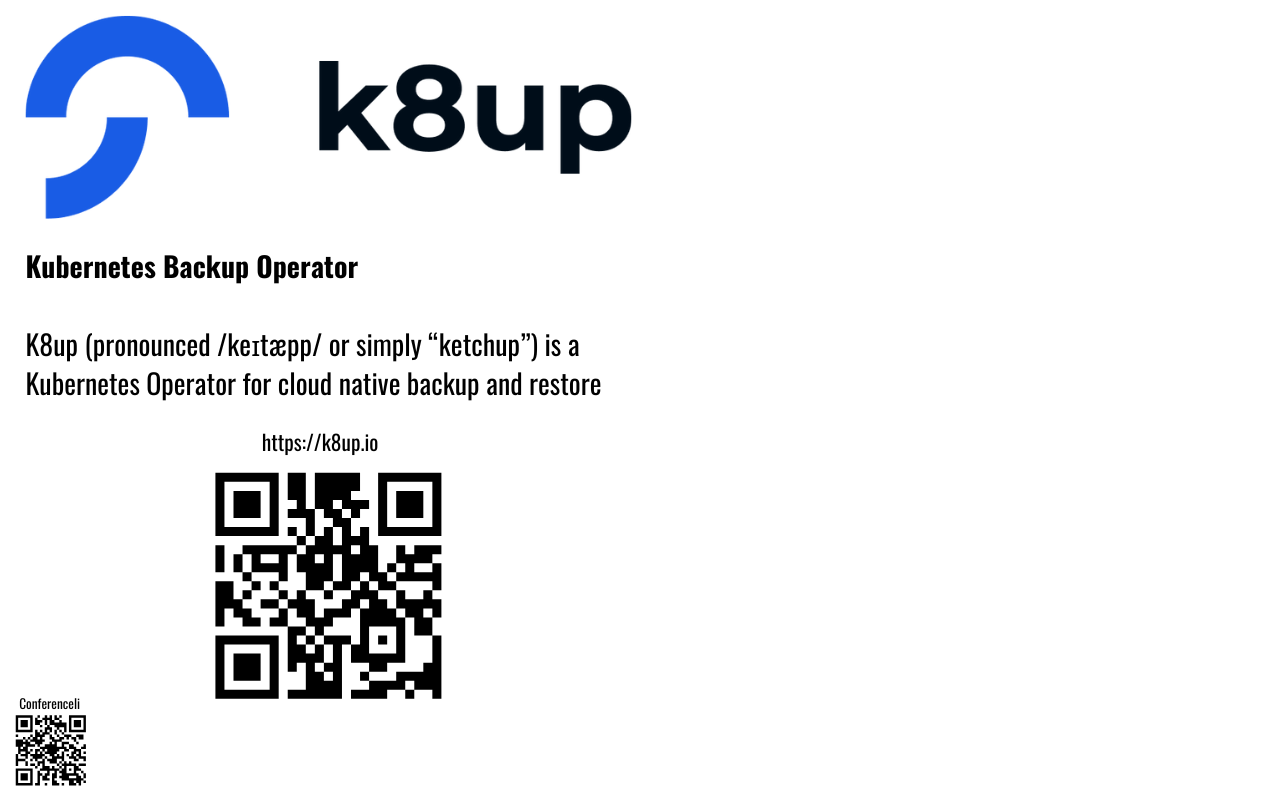 k8up
Kubernetes Backup Operator
K8up (pronounced /keɪtæpp/ or simply “ketchup”) is a
Kubernetes Operator for cloud native backup and restore
https://k8up.io
Conferenceli